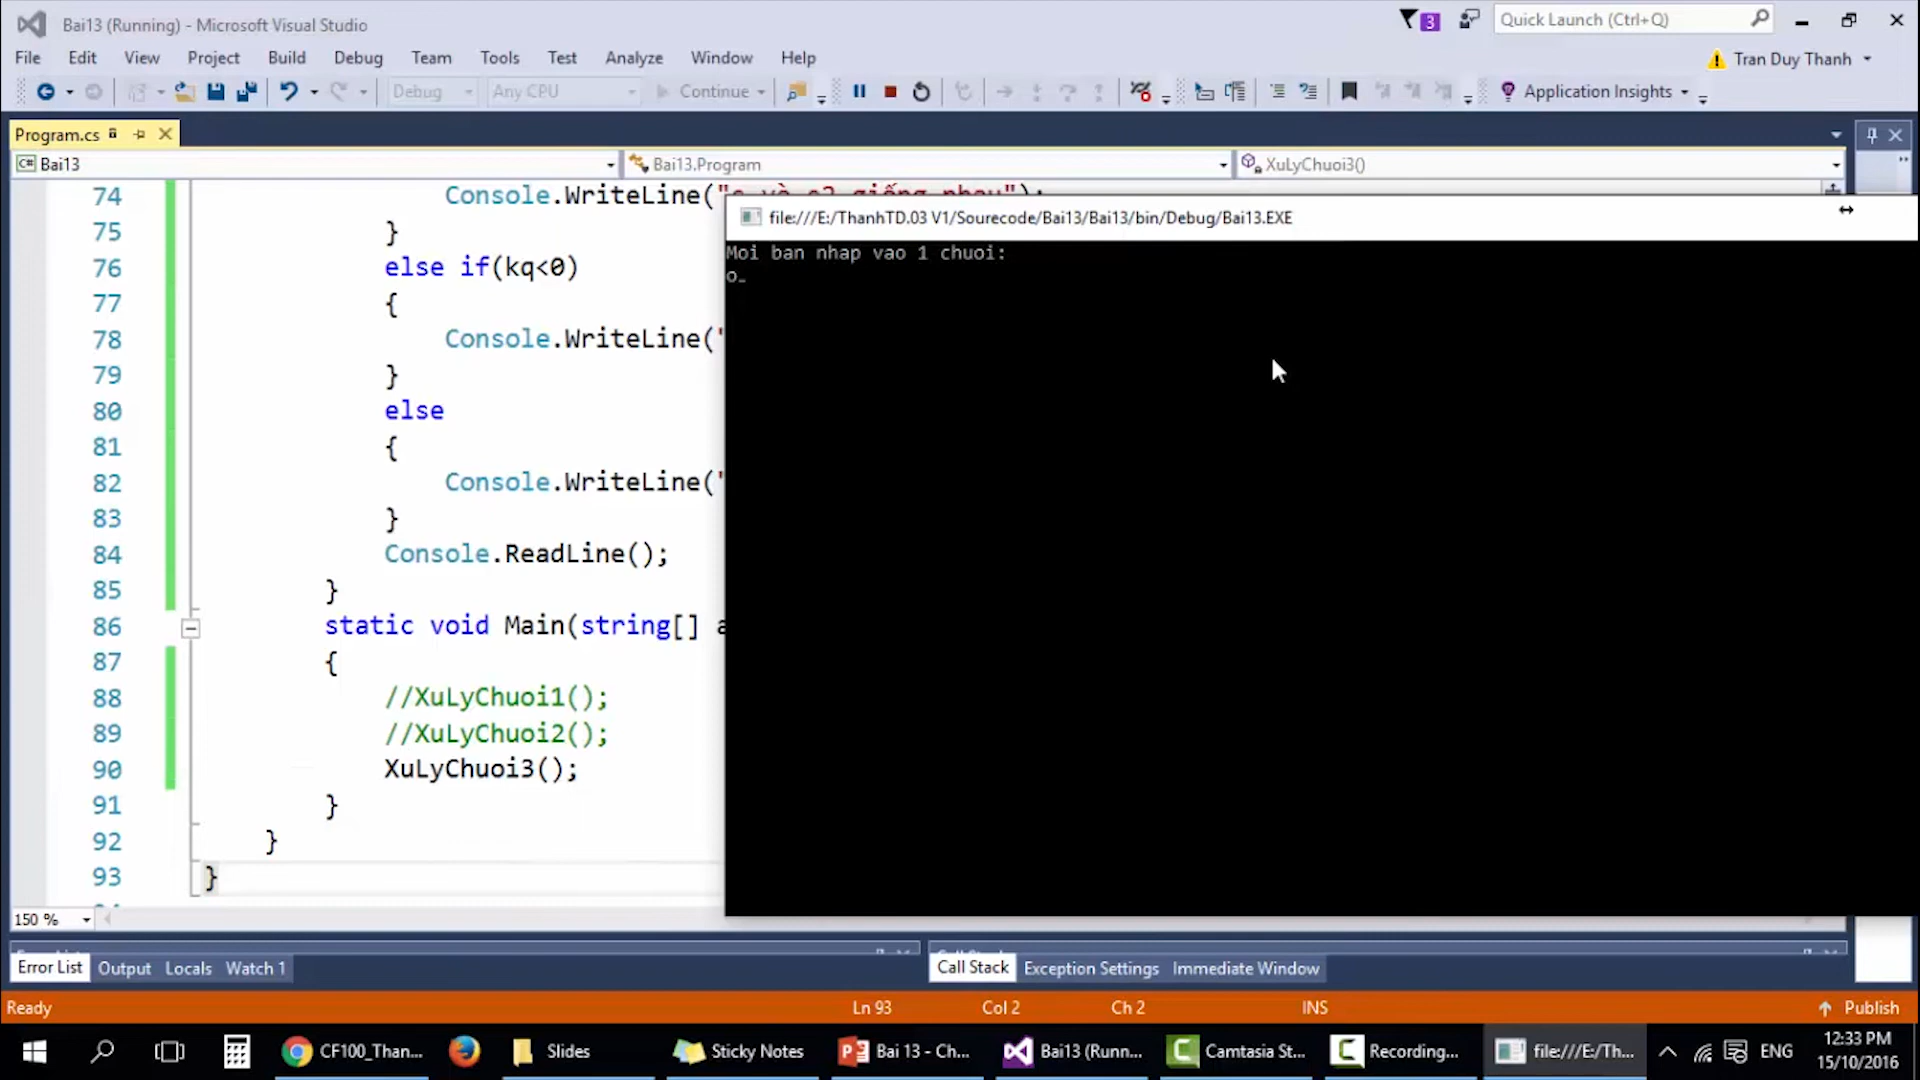 Bai13 (Running) - Microsoft Visual Studio
3
Quick Launch (Ctrl+Q)
File Edit View Project Build Debug Team Tools Test Analyze Window Help
Tran Duy Thanh
Debug Any CPU Continue Application Insights
Program.cs
C# Bai13
Bai13.Program
XuLyChuoi3()
74 Console.WriteLine("s và s2 giống nhau");
75 }
76 else if(kq<0)
77 {
78 Console.WriteLine("
79 }
80 else
81 {
82 Console.WriteLine("
83 }
84 Console.ReadLine();
85 }
86 static void Main(string[] a
87 {
88 //XuLyChuoi1();
89 //XuLyChuoi2();
90 XuLyChuoi3();
91 }
92 }
93 }
file:///E:/ThanhTD.03 V1/Sourecode/Bai13/Bai13/bin/Debug/Bai13.EXE
Moi ban nhap vao 1 chuoi:
o_
150 %
Error List Output Locals Watch 1
Call Stack Exception Settings Immediate Window
Ready Ln 93 Col 2 Ch 2 INS Publish
CF100_Than... Slides Sticky Notes Bai 13 - Ch... Bai13 (Runn... Camtasia St... Recording... file:///E:/Th... ENG
12:33 PM
15/10/2016